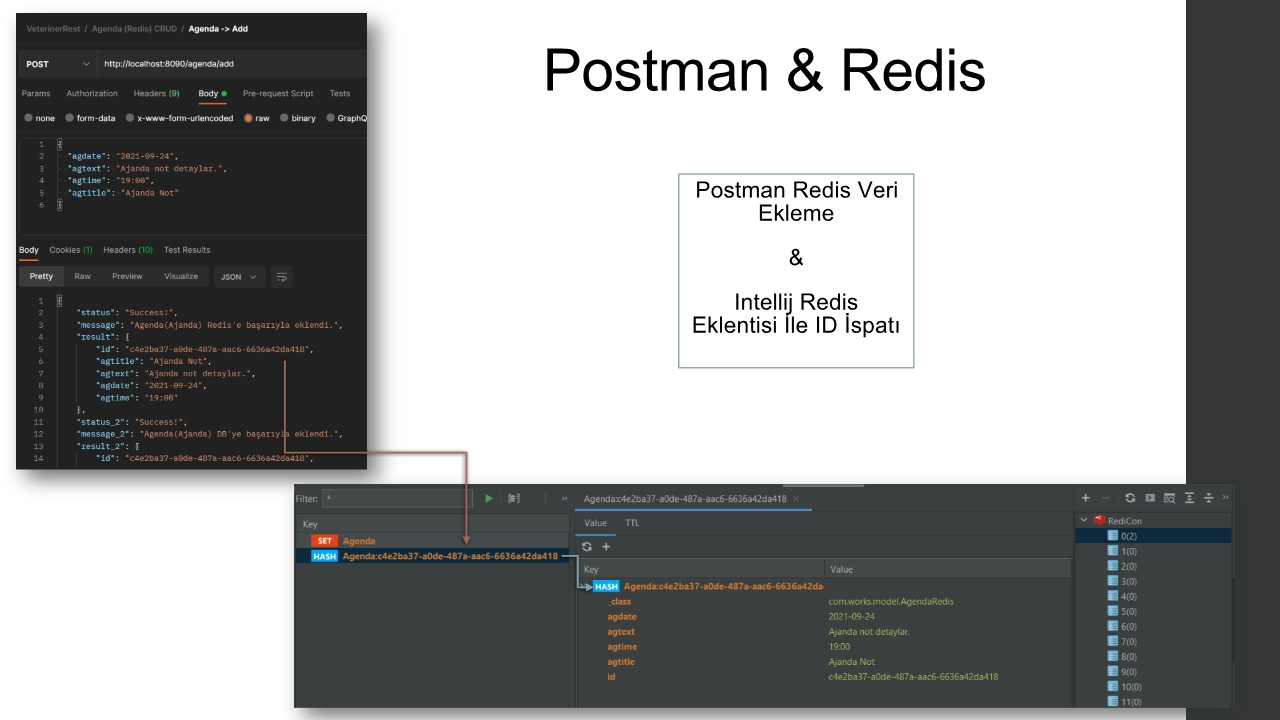 VeterinerRest / Agenda (Redis) CRUD / Agenda -> Add
POST http://localhost:8090/agenda/add
Params Authorization Headers (9) Body Pre-request Script Tests
none form-data x-www-form-urlencoded raw binary GraphQ
1 {
2 "agdate": "2021-09-24",
3 "agtext": "Ajanda not detaylar.",
4 "agtime": "19:00",
5 "agtitle": "Ajanda Not"
6 }
Body Cookies (1) Headers (10) Test Results
Pretty Raw Preview Visualize JSON
1 {
2 "status": "Success!",
3 "message": "Agenda(Ajanda) Redis'e başarıyla eklendi.",
4 "result": {
5 "id": "c4e2ba37-a0de-487a-aac6-6636a42da418",
6 "agtitle": "Ajanda Not",
7 "agtext": "Ajanda not detaylar.",
8 "agdate": "2021-09-24",
9 "agtime": "19:00"
10 },
11 "status_2": "Success!",
12 "message_2": "Agenda(Ajanda) DB'ye başarıyla eklendi.",
13 "result_2": {
14 "id": "c4e2ba37-a0de-487a-aac6-6636a42da418",
Postman & Redis
Postman Redis Veri
Ekleme
&
Intellij Redis
Eklentisi İle ID İspatı
Filter: *
Key
SET Agenda
HASH Agenda:c4e2ba37-a0de-487a-aac6-6636a42da418
Agenda:c4e2ba37-a0de-487a-aac6-6636a42da418
Value TTL
Key Value
HASH Agenda:c4e2ba37-a0de-487a-aac6-6636a42da
_class com.works.model.AgendaRedis
agdate 2021-09-24
agtext Ajanda not detaylar.
agtime 19:00
agtitle Ajanda Not
id c4e2ba37-a0de-487a-aac6-6636a42da418
RediCon
0(2)
1(0)
2(0)
3(0)
4(0)
5(0)
6(0)
7(0)
8(0)
9(0)
10(0)
11(0)